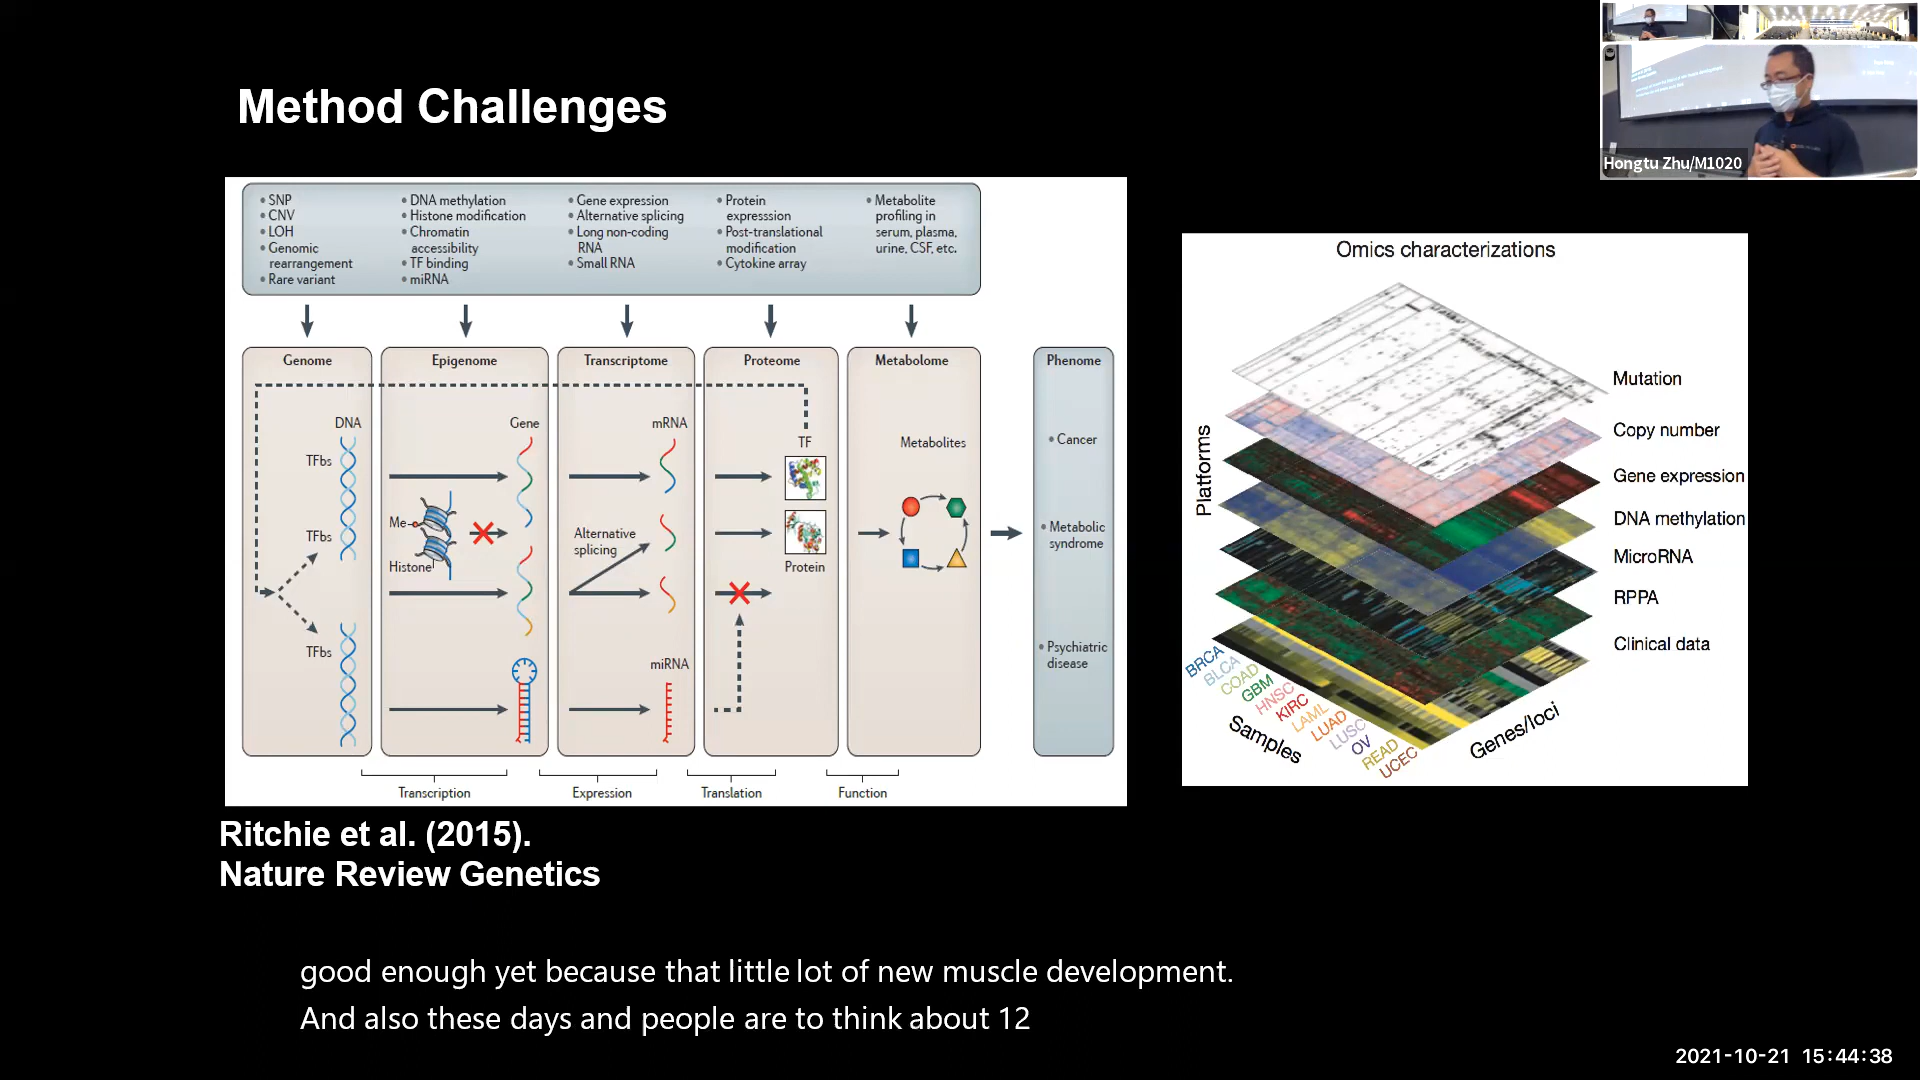 Method Challenges
Hongtu Zhu/M1020
• SNP
• CNV
• LOH
• Genomic
rearrangement
• Rare variant
• DNA methylation
• Histone modification
• Chromatin
accessibility
• TF binding
• miRNA
• Gene expression
• Alternative splicing
• Long non-coding
RNA
• Small RNA
• Protein
expresssion
• Post-translational
modification
• Cytokine array
• Metabolite
profiling in
serum, plasma,
urine, CSF, etc.
Genome
Epigenome
Transcriptome
Proteome
Metabolome
Phenome
DNA
Gene
mRNA
TF
Metabolites
• Cancer
TFbs
Me
Alternative
splicing
• Metabolic
syndrome
TFbs
Histone
Protein
TFbs
miRNA
• Psychiatric
disease
Transcription
Expression
Translation
Function
Omics characterizations
Platforms
Mutation
Copy number
Gene expression
DNA methylation
MicroRNA
RPPA
Clinical data
BRCA
BLCA
COAD
GBM
HNSC
KIRC
LAML
LUAD
LUSC
OV
READ
UCEC
Samples
Genes/loci
Ritchie et al. (2015).
Nature Review Genetics
good enough yet because that little lot of new muscle development.
And also these days and people are to think about 12
2021-10-21 15:44:38